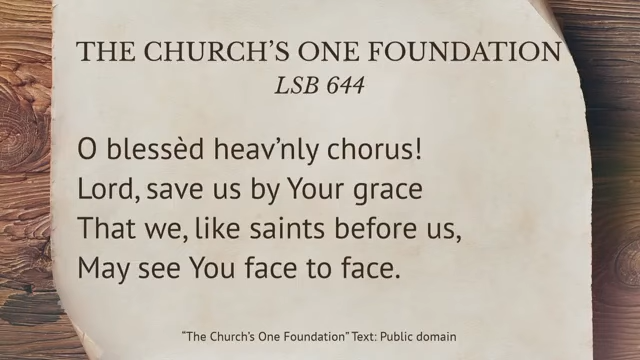 THE CHURCH’S ONE FOUNDATION
LSB 644
O blessèd heav’nly chorus!
Lord, save us by Your grace
That we, like saints before us,
May see You face to face.
“The Church’s One Foundation” Text: Public domain